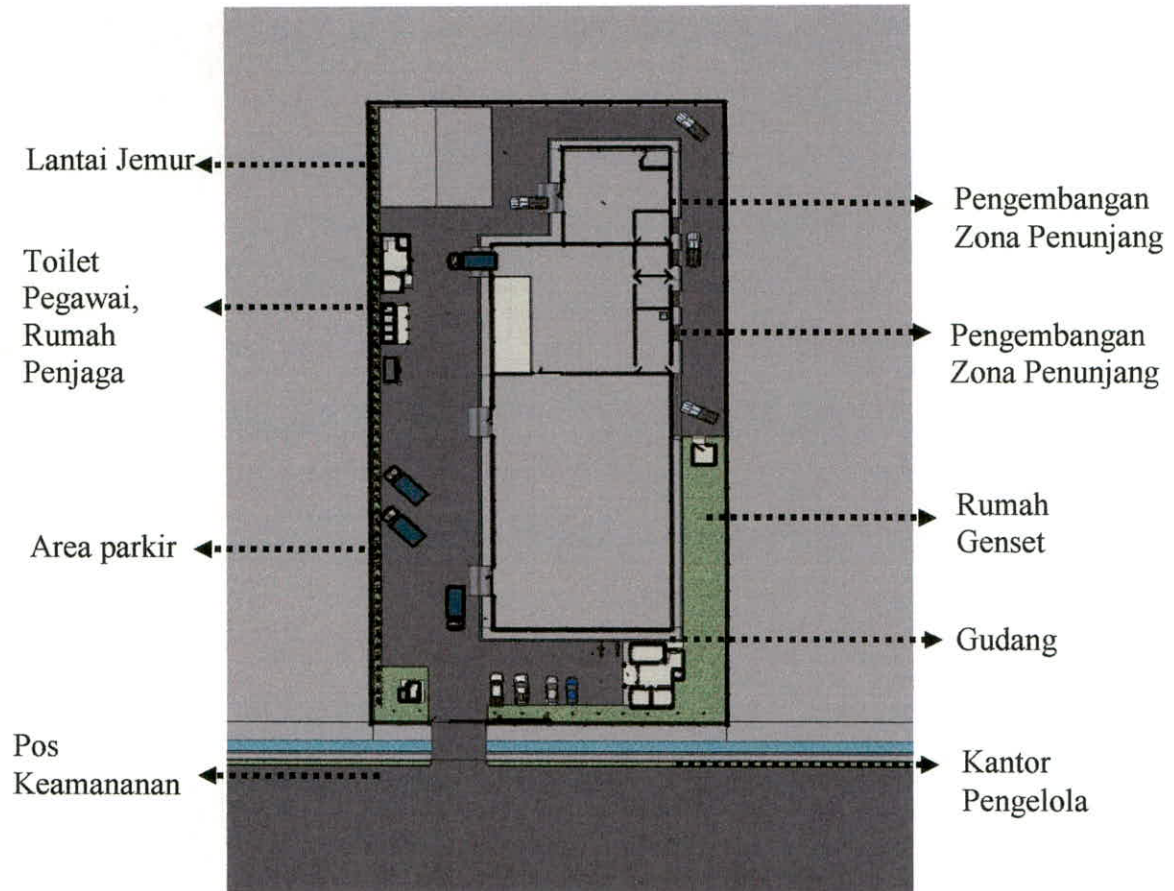 Lantai Jemur
Toilet
Pegawai,
Rumah
Penjaga
Area parkir
Pos
Keamananan
Pengembangan
Zona Penunjang
Pengembangan
Zona Penunjang
Rumah
Genset
Gudang
Kantor
Pengelola